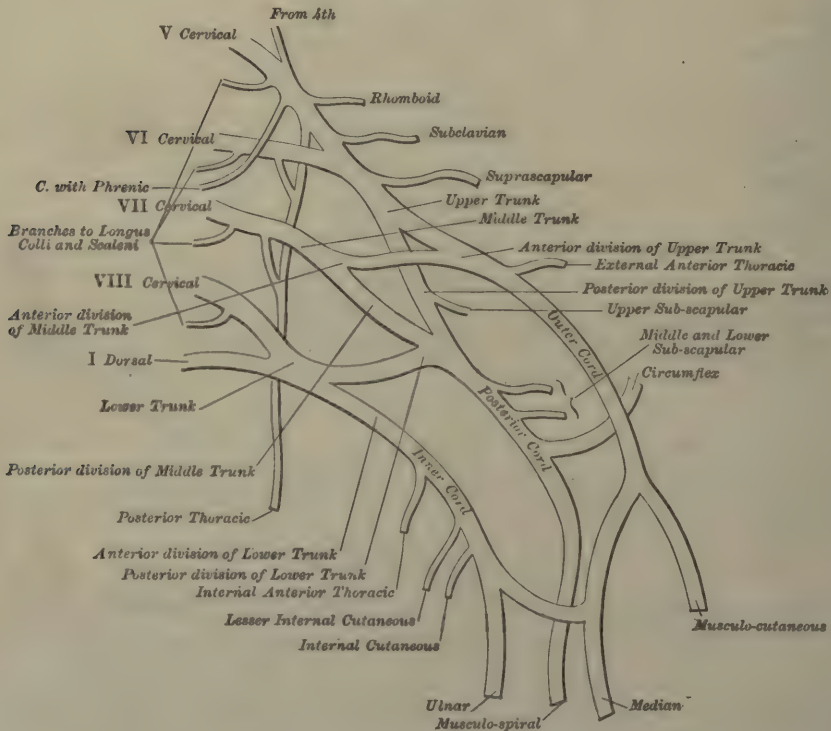 From 4th
V Cervical
Rhomboid
VI Cervical
Subclavian
C. with Phrenic
Suprascapular
VII Cervical
Upper Trunk
Middle Trunk
Branches to Longus
Colli and Scaleni
Anterior division of Upper Trunk
External Anterior Thoracic
VIII Cervical
Posterior division of Upper Trunk
Upper Sub-scapular
Anterior division
of Middle Trunk
Outer Cord
Middle and Lower
Sub-scapular
I Dorsal
Circumflex
Lower Trunk
Posterior Cord
Inner Cord
Posterior division of Middle Trunk
Posterior Thoracic
Anterior division of Lower Trunk
Posterior division of Lower Trunk
Internal Anterior Thoracic
Lesser Internal Cutaneous
Musculo-cutaneous
Internal Cutaneous
Ulnar
Median
Musculo-spiral